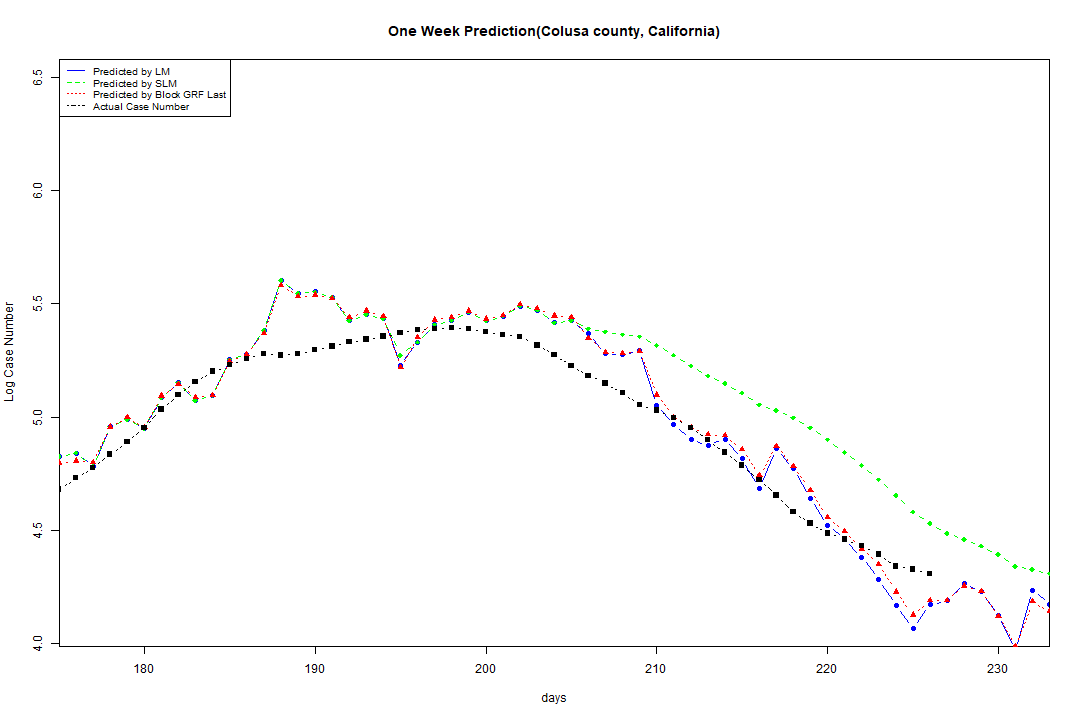 One Week Prediction(Colusa county, California)
Predicted by LM
Predicted by SLM
Predicted by Block GRF Last
Actual Case Number
6.5
6.0
5.5
5.0
4.5
4.0
Log Case Number
180 190 200 210 220 230
days